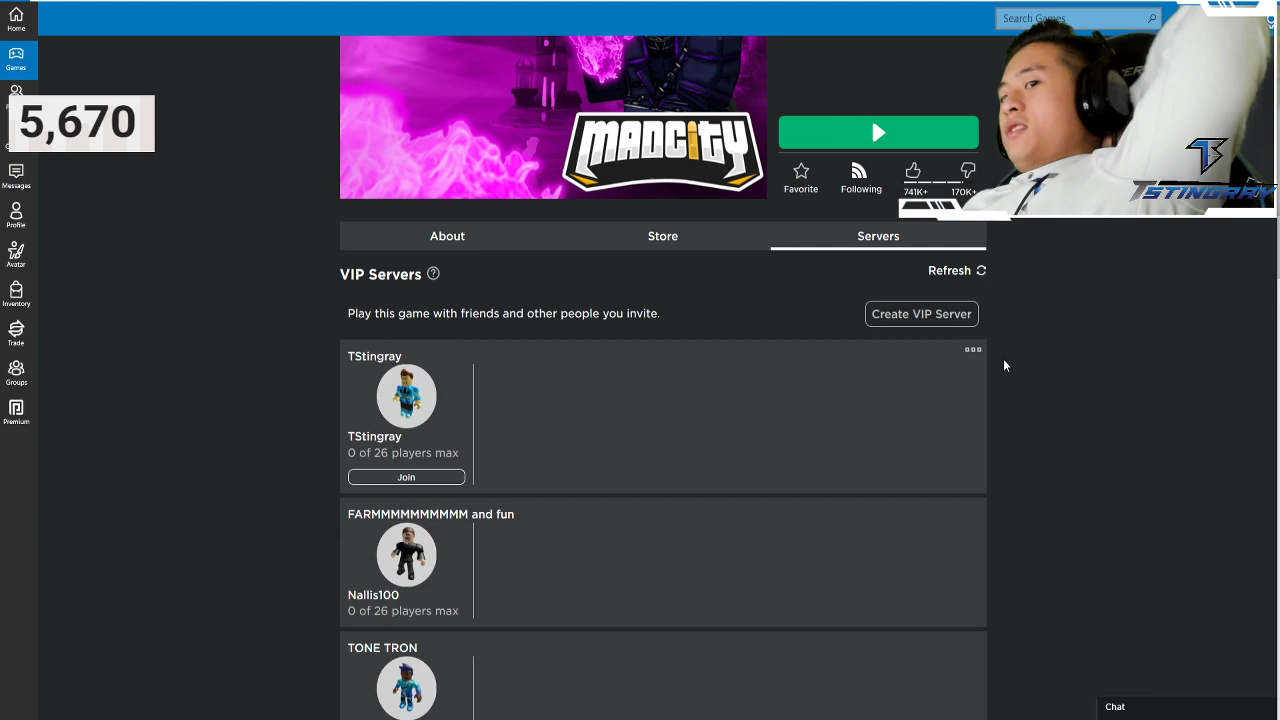 Home
Search Games
Games
5,670
MADCITY
Messages
Favorite
Following
741K+
170K+
TSTINGRAY
Profile
About
Store
Servers
Avatar
VIP Servers
Refresh
Inventory
Play this game with friends and other people you invite.
Create VIP Server
Trade
TStingray
Groups
Premium
TStingray
0 of 26 players max
Join
FARMMMMMMMMMM and fun
Nallis100
0 of 26 players max
TONE TRON
Chat